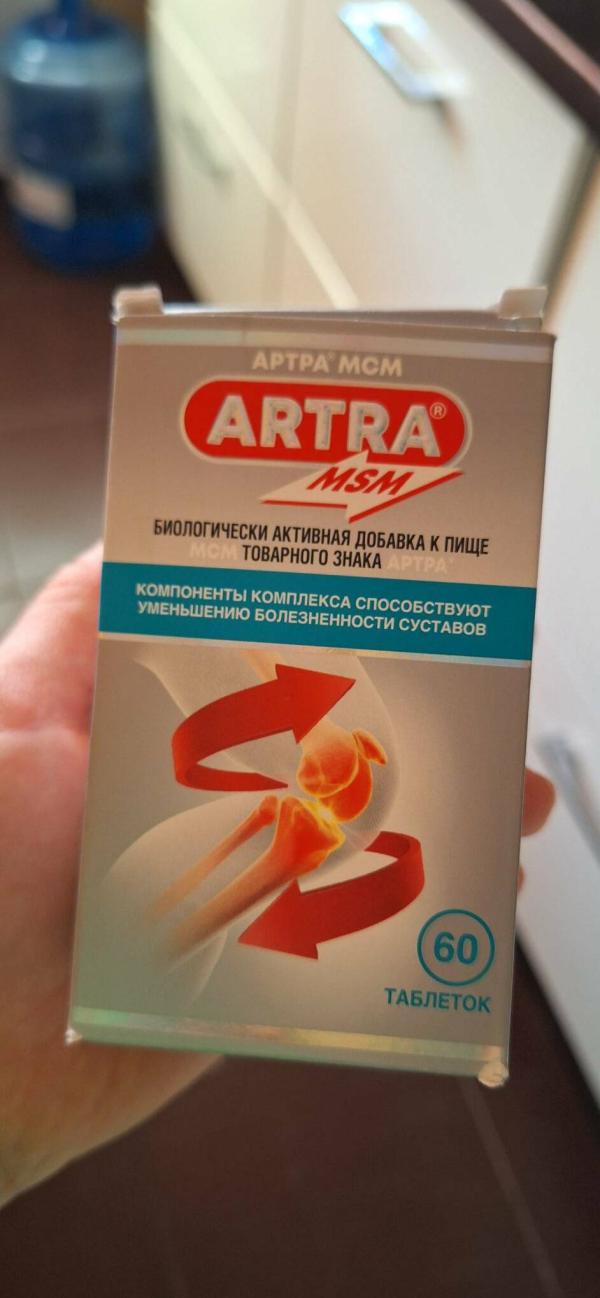 АРТРА® МСМ
ARTRA®
MSM
БИОЛОГИЧЕСКИ АКТИВНАЯ ДОБАВКА К ПИЩЕ
МСМ ТОВАРНОГО ЗНАКА АРТРА®
КОМПОНЕНТЫ КОМПЛЕКСА СПОСОБСТВУЮТ
УМЕНЬШЕНИЮ БОЛЕЗНЕННОСТИ СУСТАВОВ
60
ТАБЛЕТОК